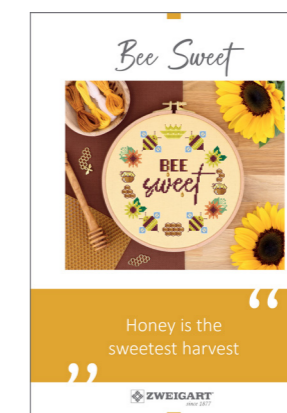 Bee Sweet
BEE
sweet
“
Honey is the
sweetest harvest
”
ZWEIGART
since 1877